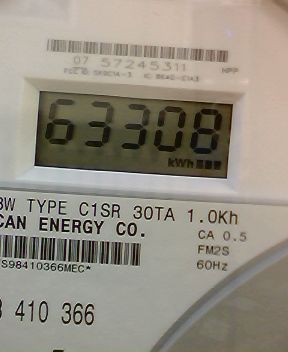 07 57245311
HPP
63308
kWh
3W TYPE C1SR 30TA 1.0Kh
CAN ENERGY CO.
CA 0.5
FM2S
60Hz
S98410366MEC*
410 366